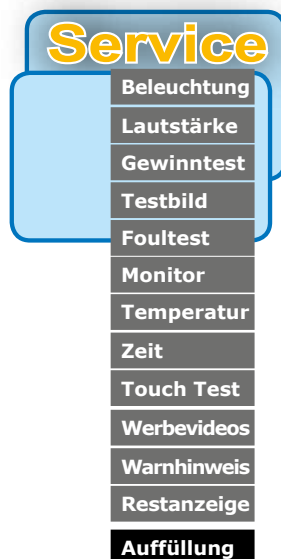 Service
Beleuchtung
Lautstärke
Gewinntest
Testbild
Foultest
Monitor
Temperatur
Zeit
Touch Test
Werbevideos
Warnhinweis
Restanzeige
Auffüllung